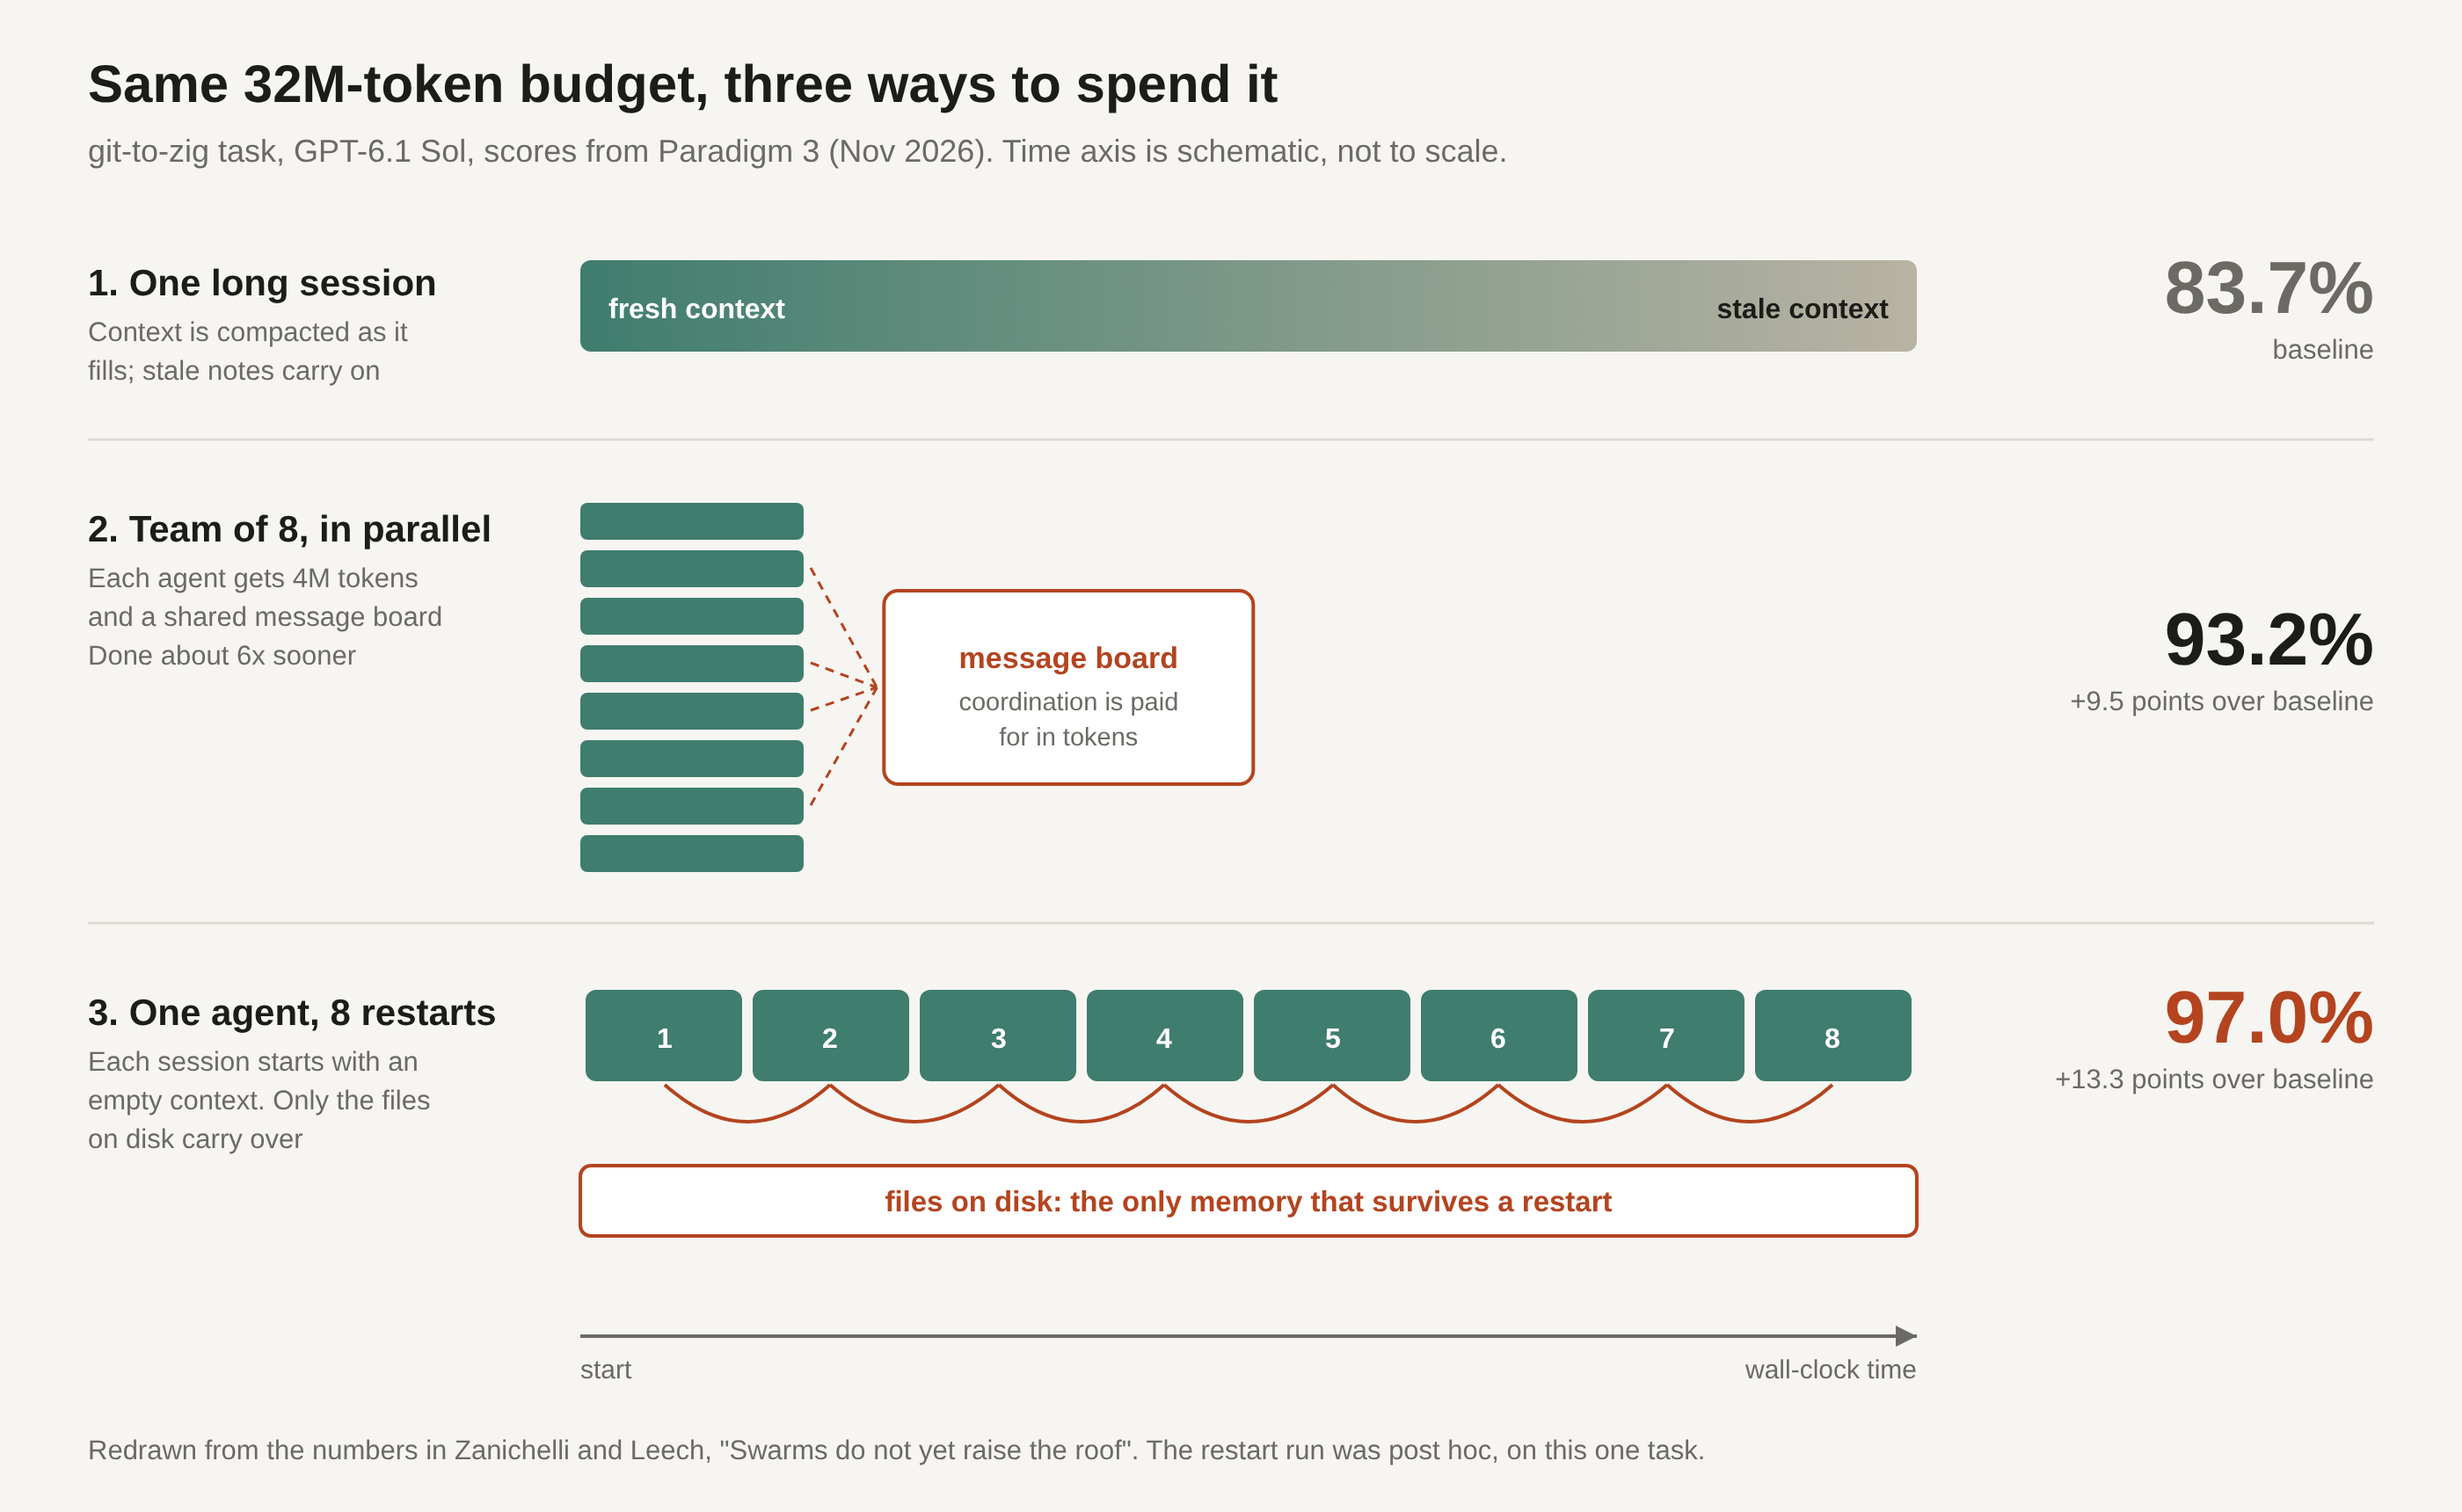 Same 32M-token budget, three ways to spend it
git-to-zig task, GPT-6.1 Sol, scores from Paradigm 3 (Nov 2026). Time axis is schematic, not to scale.
1. One long session
Context is compacted as it
fills; stale notes carry on
fresh context
stale context
83.7%
baseline
2. Team of 8, in parallel
Each agent gets 4M tokens
and a shared message board
Done about 6x sooner
message board
coordination is paid
for in tokens
93.2%
+9.5 points over baseline
3. One agent, 8 restarts
Each session starts with an
empty context. Only the files
on disk carry over
1 2 3 4 5 6 7 8
files on disk: the only memory that survives a restart
97.0%
+13.3 points over baseline
start
wall-clock time
Redrawn from the numbers in Zanichelli and Leech, "Swarms do not yet raise the roof". The restart run was post hoc, on this one task.